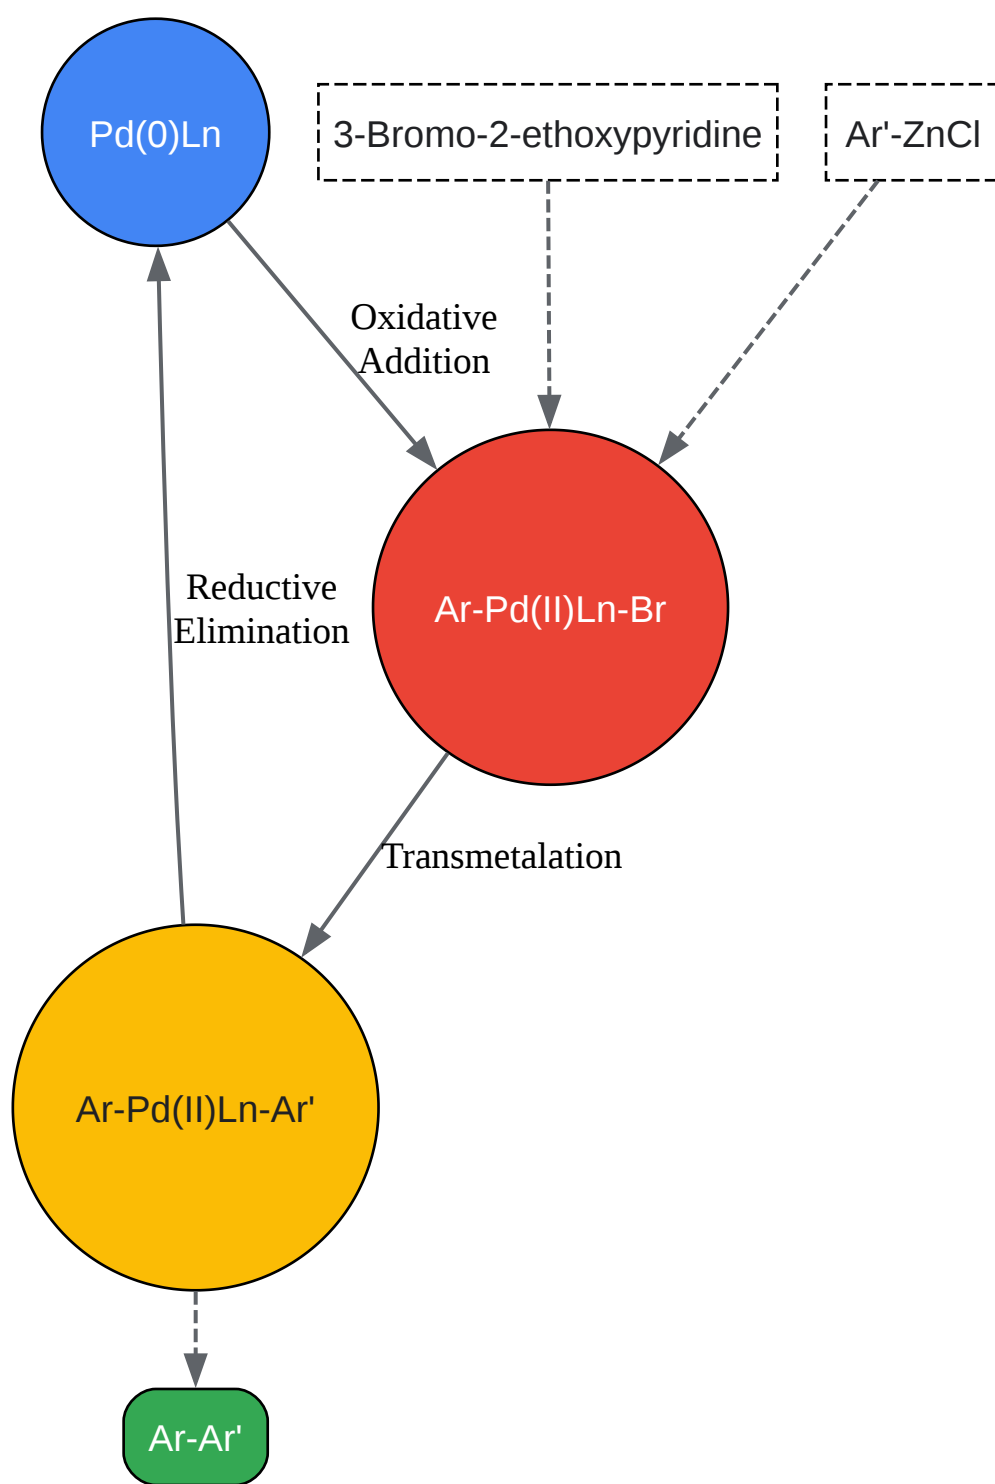 Pd(0)Ln
3-Bromo-2-ethoxypyridine
Ar'-ZnCl
Oxidative
Addition
Reductive
Elimination
Ar-Pd(II)Ln-Br
Transmetalation
Ar-Pd(II)Ln-Ar'
Ar-Ar'